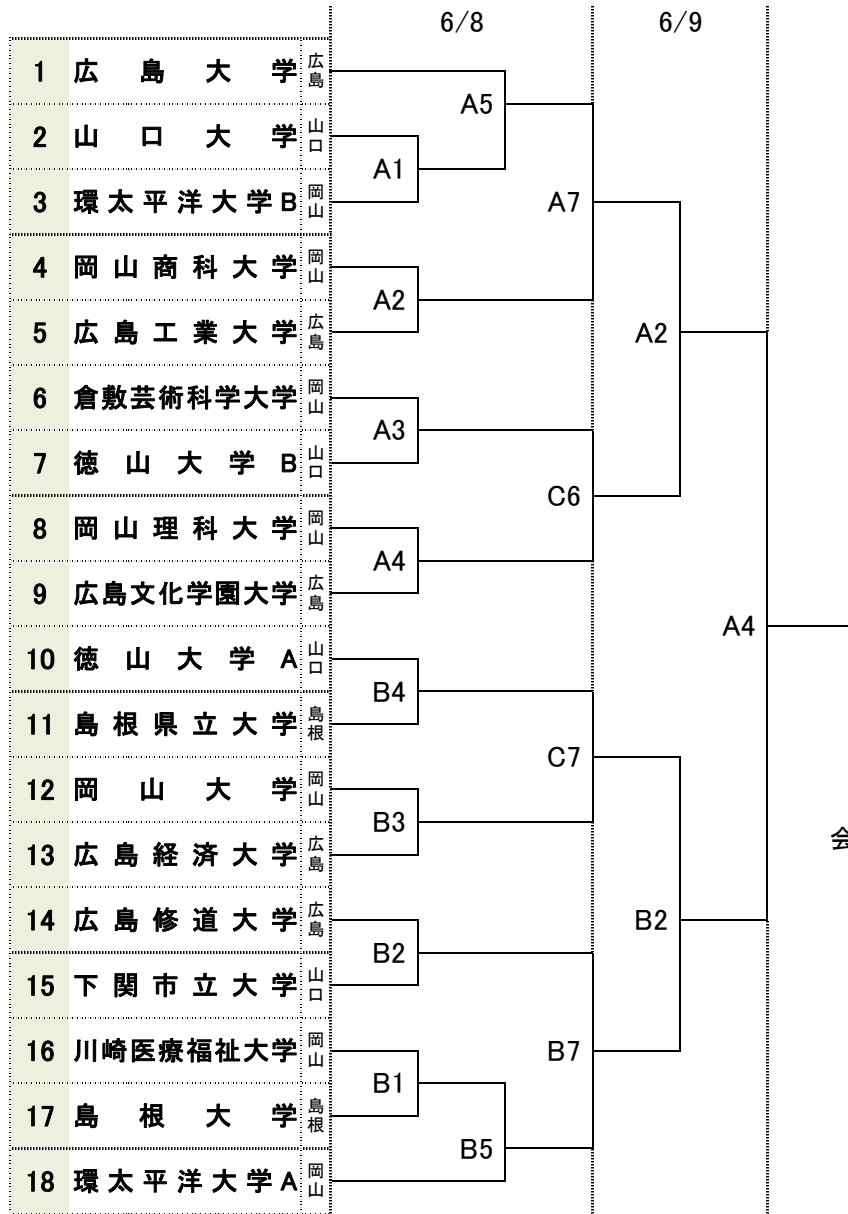 6/8 6/9
1 広島大学 広島
A5
2 山口大学 山口
A1
3 環太平洋大学B 岡山
A7
4 岡山商科大学 岡山
A2
5 広島工業大学 広島
A2
6 倉敷芸術科学大学 岡山
A3
7 徳山大学B 山口
C6
8 岡山理科大学 岡山
A4
9 広島文化学園大学 広島
A4
10 徳山大学A 山口
B4
11 島根県立大学 島根
C7
12 岡山大学 岡山
B3
会
13 広島経済大学 広島
14 広島修道大学 広島
B2
B2
15 下関市立大学 山口
16 川崎医療福祉大学 岡山
B7
B1
17 島根大学 島根
B5
18 環太平洋大学A 岡山